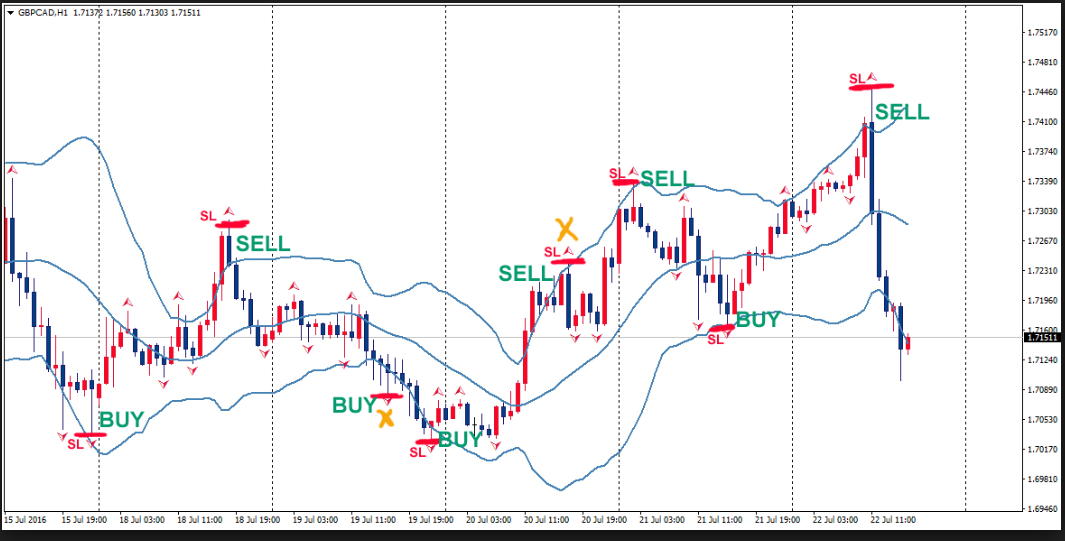 GBPCAD,H1 1.71372 1.71560 1.71303 1.71511
1.75170
1.74810
SL
1.74460
SELL
1.74100
1.73740
SL
SELL
1.73390
SL
1.73030
X
SELL
SL
1.72670
SELL
1.72310
1.71960
BUY
1.71600
1.71511
SL
1.71240
1.70890
BUY
X
BUY
1.70530
BUY
SL
SL
1.70170
1.69810
1.69460
15 Jul 2016
15 Jul 19:00
18 Jul 03:00
18 Jul 11:00
18 Jul 19:00
19 Jul 03:00
19 Jul 11:00
19 Jul 19:00
20 Jul 03:00
20 Jul 11:00
20 Jul 19:00
21 Jul 03:00
21 Jul 11:00
21 Jul 19:00
22 Jul 03:00
22 Jul 11:00